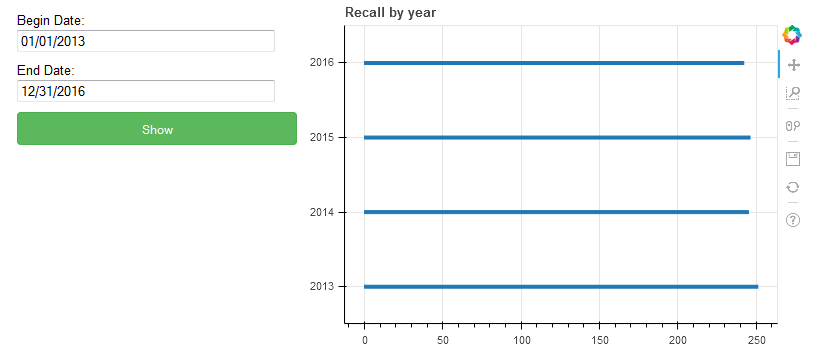 Begin Date:
01/01/2013
End Date:
12/31/2016
Show
Recall by year
2016
2015
2014
2013
0 50 100 150 200 250
?